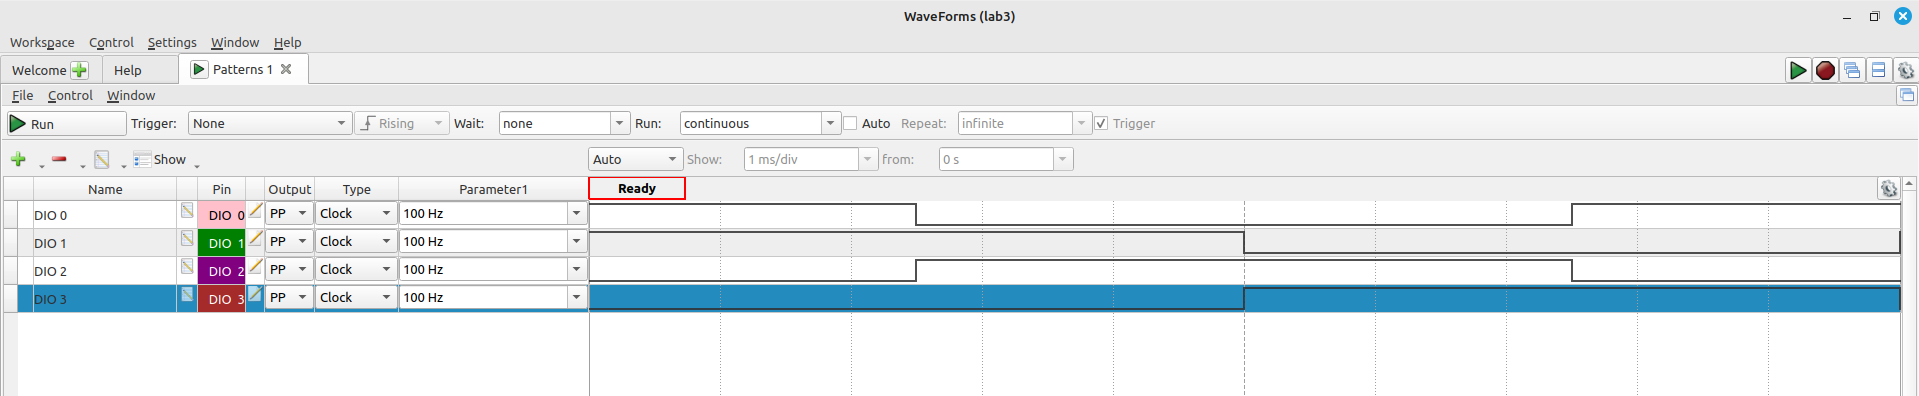 WaveForms (lab3)
Workspace Control Settings Window Help
Welcome Help Patterns 1
File Control Window
Run Trigger: None Rising Wait: none Run: continuous Auto Repeat: infinite Trigger
Show Auto Show: 1 ms/div from: 0 s
Name Pin Output Type Parameter1 Ready
DIO 0 DIO 0 PP Clock 100 Hz
DIO 1 DIO 1 PP Clock 100 Hz
DIO 2 DIO 2 PP Clock 100 Hz
DIO 3 DIO 3 PP Clock 100 Hz